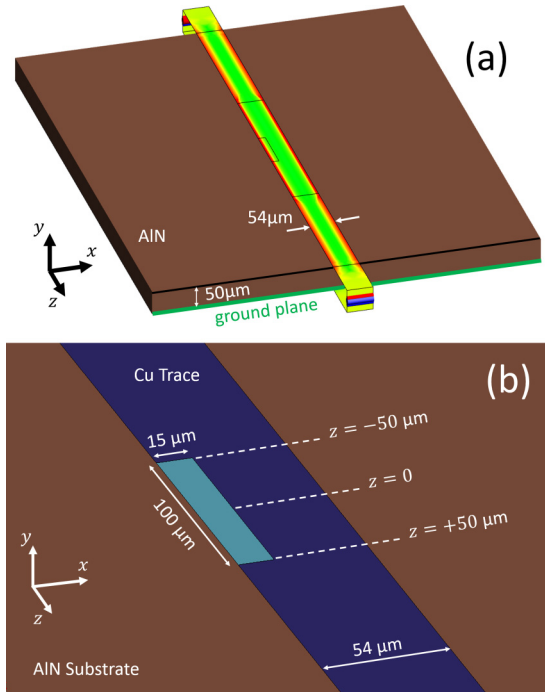 (a)
54μm
AlN
y
x
z
50μm
ground plane
(b)
Cu Trace
15 μm
z = −50 μm
z = 0
100 μm
z = +50 μm
y
x
z
54 μm
AlN Substrate